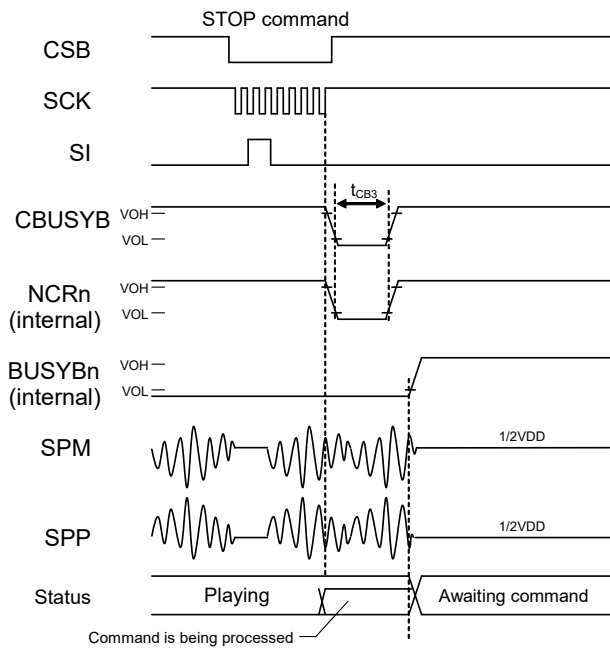 STOP command
CSB
SCK
SI
tCB3
CBUSYB
VOH
VOL
NCRn
(internal)
VOH
VOL
BUSYBn
(internal)
VOH
VOL
SPM
1/2VDD
SPP
1/2VDD
Status
Playing
Awaiting command
Command is being processed